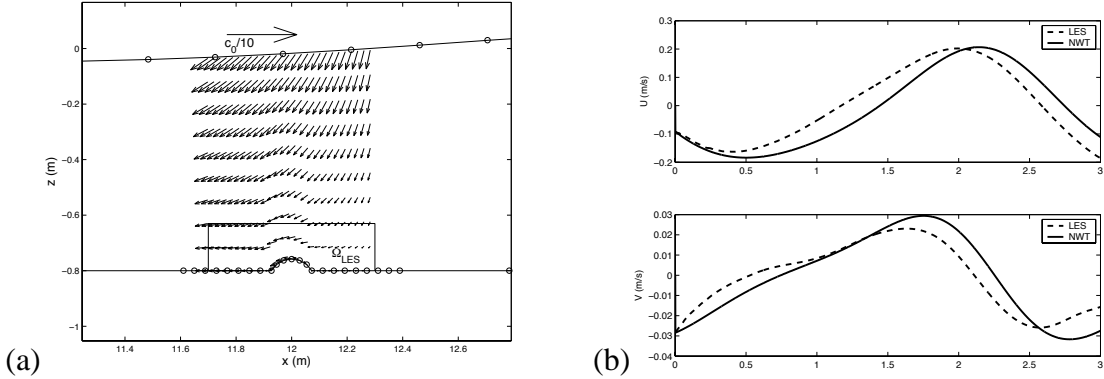 c0/10
0
−0.2
−0.4
−0.6
−0.8
−1
z (m)
ΩLES
11.4 11.6 11.8 12 12.2 12.4 12.6
x (m)
(a)
0.3
0.2
0.1
0
−0.1
−0.2
U (m/s)
LES
NWT
0 0.5 1 1.5 2 2.5 3
0.03
0.02
0.01
0
−0.01
−0.02
−0.03
−0.04
V (m/s)
LES
NWT
0 0.5 1 1.5 2 2.5 3
(b)